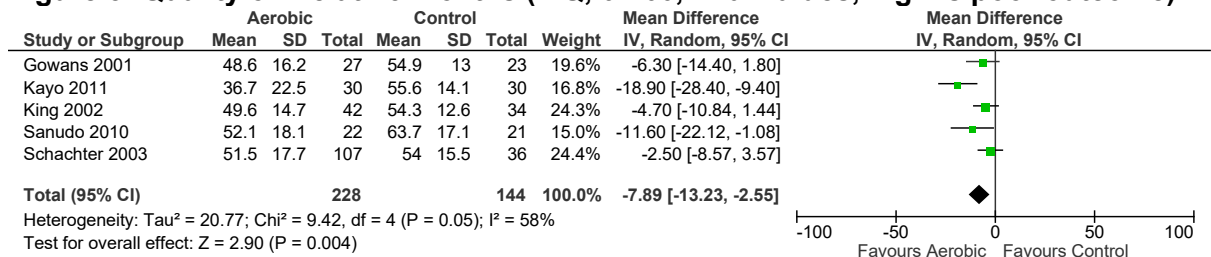 Aerobic Control Mean Difference Mean Difference
Study or Subgroup Mean SD Total Mean SD Total Weight IV, Random, 95% CI IV, Random, 95% CI
Gowans 2001 48.6 16.2 27 54.9 13 23 19.6% -6.30 [-14.40, 1.80]
Kayo 2011 36.7 22.5 30 55.6 14.1 30 16.8% -18.90 [-28.40, -9.40]
King 2002 49.6 14.7 42 54.3 12.6 34 24.3% -4.70 [-10.84, 1.44]
Sanudo 2010 52.1 18.1 22 63.7 17.1 21 15.0% -11.60 [-22.12, -1.08]
Schachter 2003 51.5 17.7 107 54 15.5 36 24.4% -2.50 [-8.57, 3.57]
Total (95% CI) 228 144 100.0% -7.89 [-13.23, -2.55]
Heterogeneity: Tau² = 20.77; Chi² = 9.42, df = 4 (P = 0.05); I² = 58%
Test for overall effect: Z = 2.90 (P = 0.004)
-100 -50 0 50 100
Favours Aerobic Favours Control